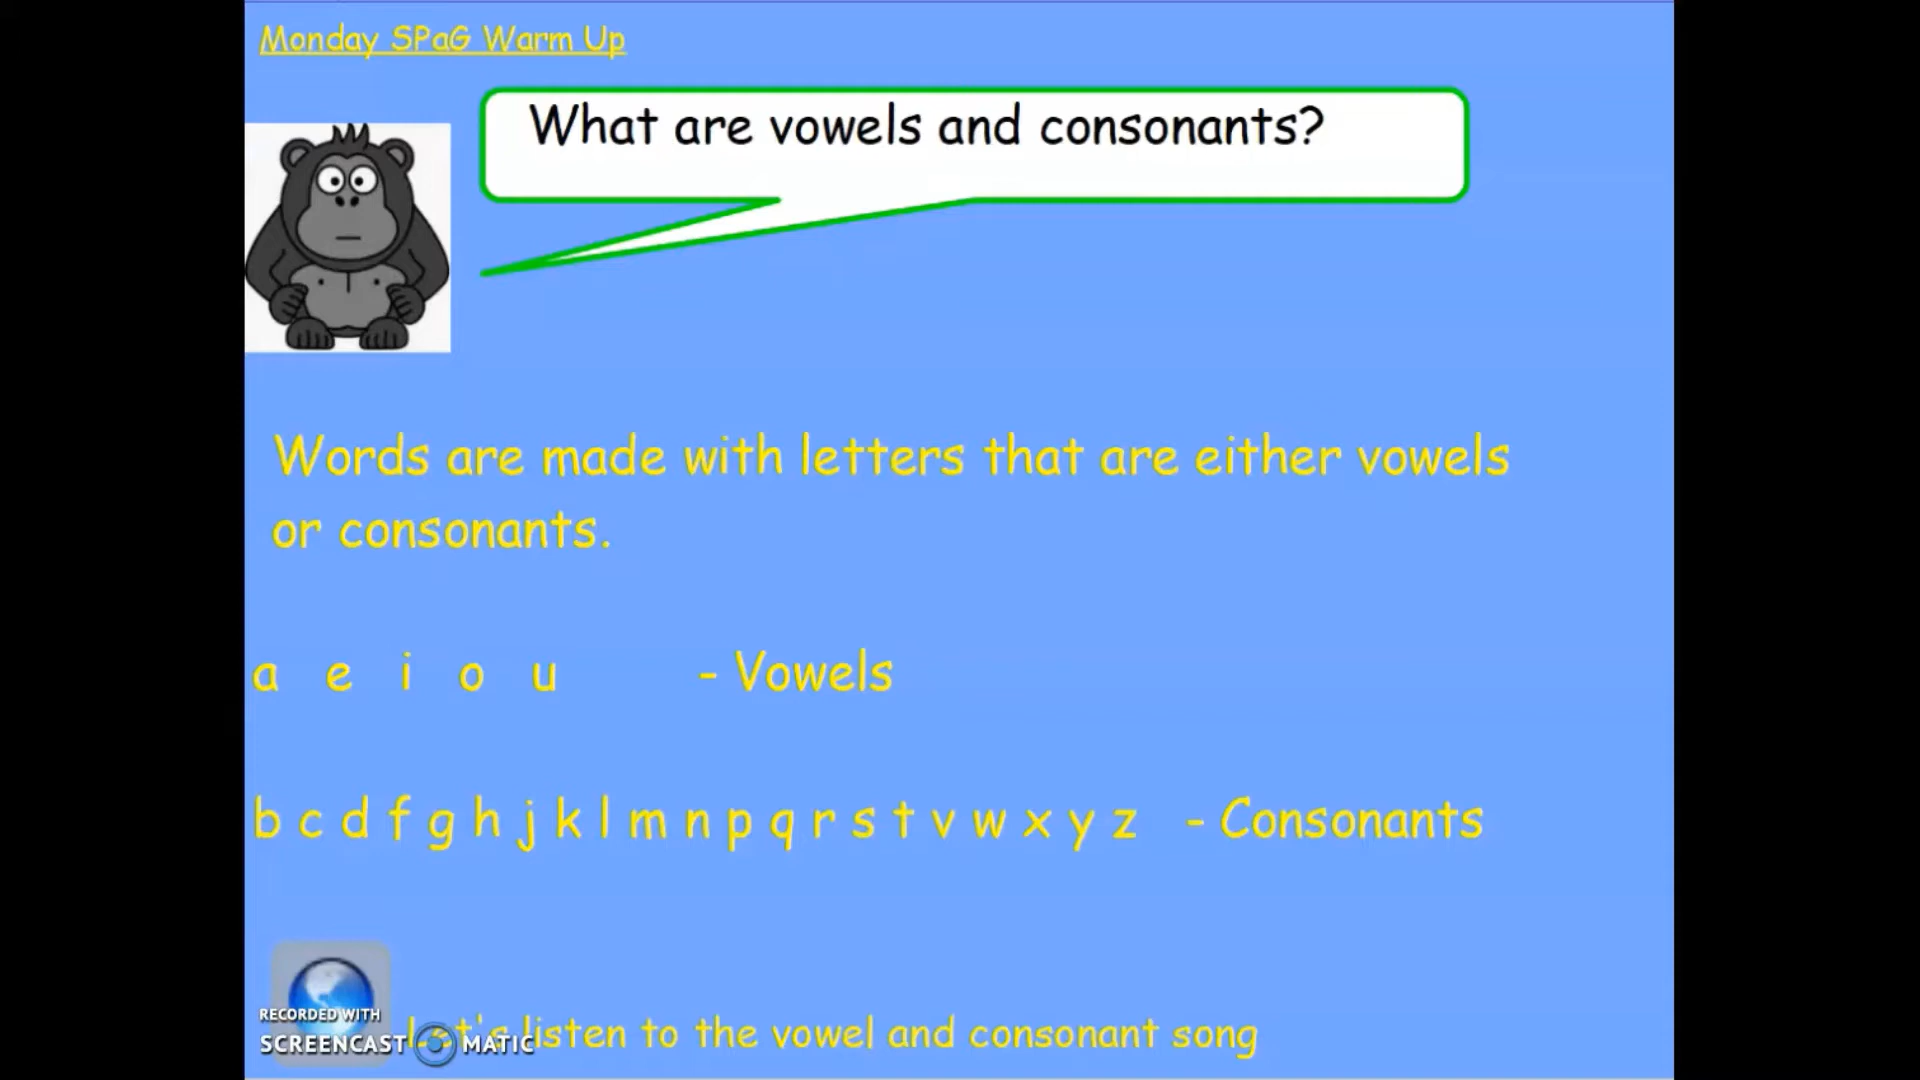 Monday SPaG Warm Up
What are vowels and consonants?
Words are made with letters that are either vowels
or consonants.
a e i o u - Vowels
b c d f g h j k l m n p q r s t v w x y z - Consonants
Let's listen to the vowel and consonant song
RECORDED WITH
SCREENCAST MATIC